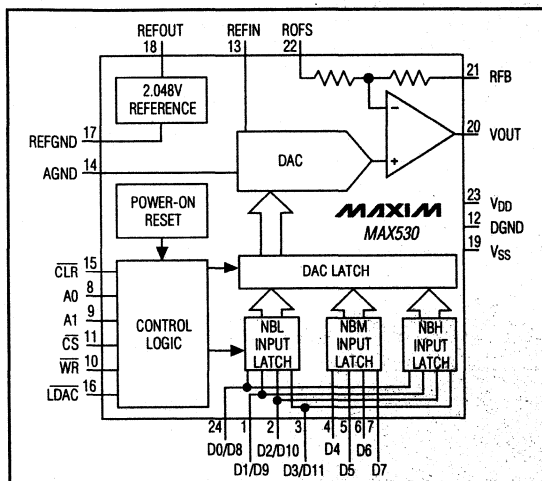 REFOUT REFIN ROFS
18 13 22
21 RFB
2.048V
REFERENCE
REFGND 17
AGND 14
DAC
− +
20 VOUT
POWER-ON
RESET
MAXIM
MAX530
23 VDD
12 DGND
19 VSS
CLR 15
A0 8
A1 9
CS 11
WR 10
LDAC 16
CONTROL
LOGIC
DAC LATCH
NBL
INPUT
LATCH
NBM
INPUT
LATCH
NBH
INPUT
LATCH
24 1 2 3 4 5 6 7
D0/D8 D2/D10 D4 D6
D1/D9 D3/D11 D5 D7